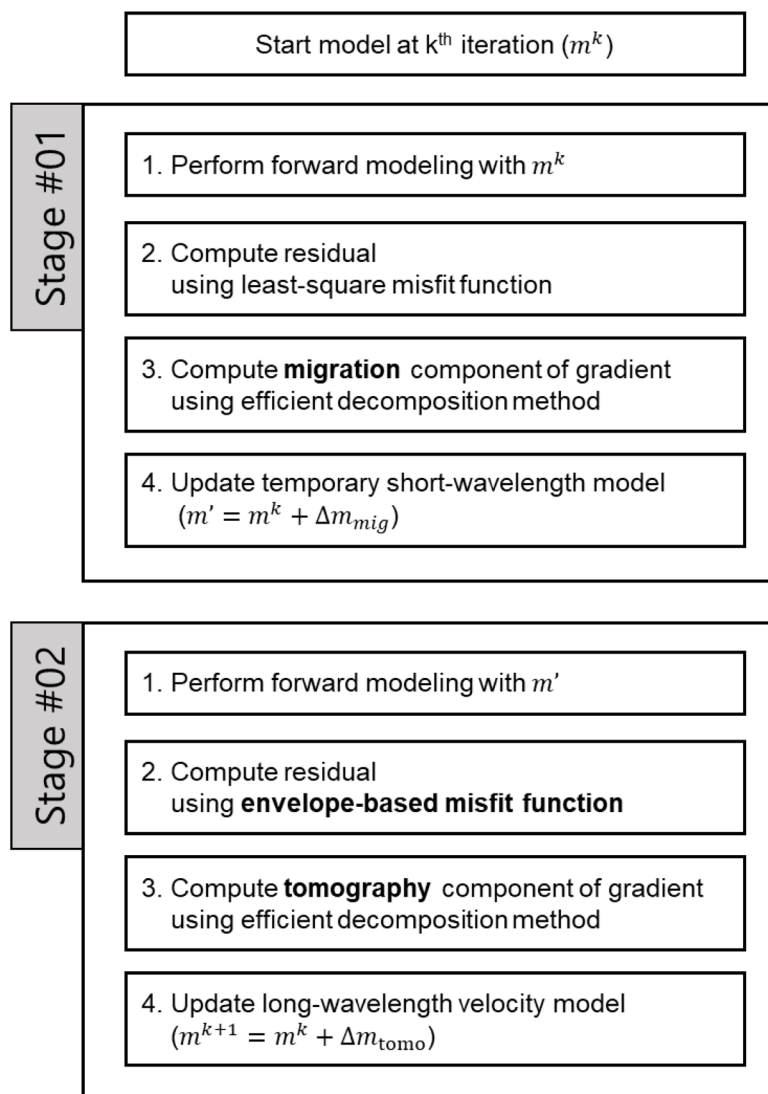 Start model at kᵗʰ iteration (mᵏ)
Stage #01
1. Perform forward modeling with mᵏ
2. Compute residual
using least-square misfit function
3. Compute migration component of gradient
using efficient decomposition method
4. Update temporary short-wavelength model
(m’ = mᵏ + Δm_mig)
Stage #02
1. Perform forward modeling with m’
2. Compute residual
using envelope-based misfit function
3. Compute tomography component of gradient
using efficient decomposition method
4. Update long-wavelength velocity model
(mᵏ⁺¹ = mᵏ + Δm_tomo)